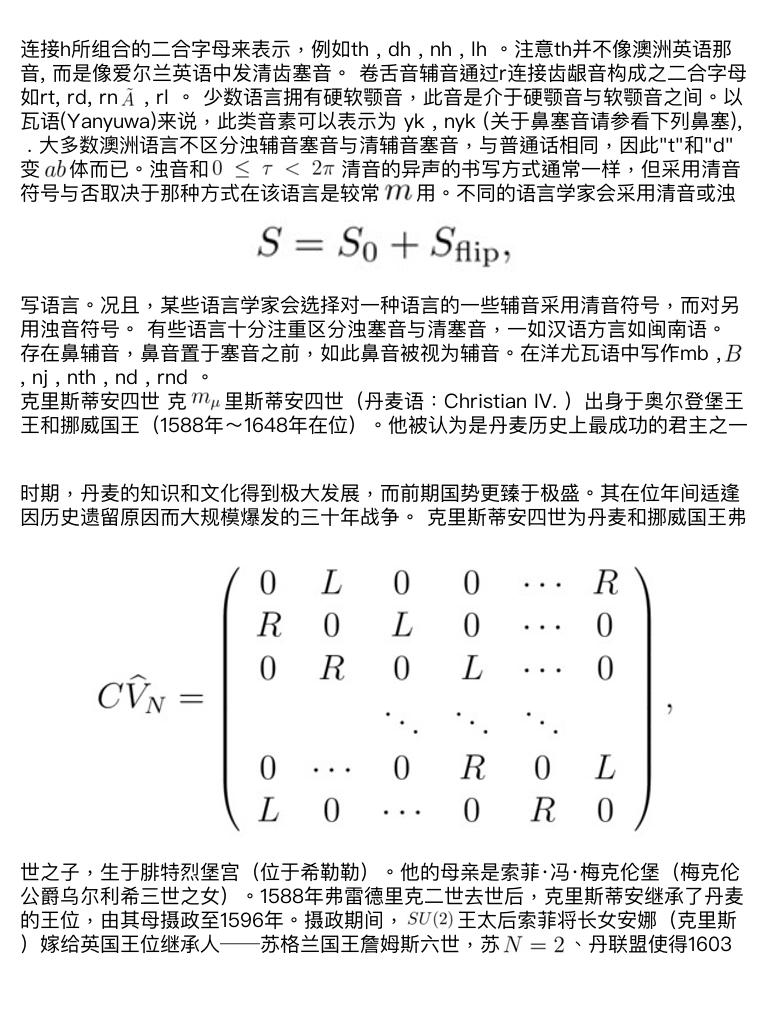 连接h所组合的二合字母来表示，例如th , dh , nh , lh 。注意th并不像澳洲英语那
音, 而是像爱尔兰英语中发清齿塞音。 卷舌音辅音通过r连接齿龈音构成之二合字母
如rt, rd, rn $\tilde{A}$ , rl 。 少数语言拥有硬软颚音，此音是介于硬颚音与软颚音之间。以
瓦语(Yanyuwa)来说，此类音素可以表示为 yk , nyk (关于鼻塞音请参看下列鼻塞),
. 大多数澳洲语言不区分浊辅音塞音与清辅音塞音，与普通话相同，因此"t"和"d"
变 $ab$ 体而已。浊音和 $0 \leq \tau < 2\pi$ 清音的异声的书写方式通常一样，但采用清音
符号与否取决于那种方式在该语言是较常 $m$ 用。不同的语言学家会采用清音或浊
$S = S_0 + S_{\text{flip}},$
写语言。况且，某些语言学家会选择对一种语言的一些辅音采用清音符号，而对另
用浊音符号。 有些语言十分注重区分浊塞音与清塞音，一如汉语方言如闽南语。
存在鼻辅音，鼻音置于塞音之前，如此鼻音被视为辅音。在洋尤瓦语中写作mb , $B$
, nj , nth , nd , rnd 。
克里斯蒂安四世 克 $m_\mu$ 里斯蒂安四世（丹麦语：Christian IV. ）出身于奥尔登堡王
王和挪威国王（1588年～1648年在位）。他被认为是丹麦历史上最成功的君主之一
时期，丹麦的知识和文化得到极大发展，而前期国势更臻于极盛。其在位年间适逢
因历史遗留原因而大规模爆发的三十年战争。 克里斯蒂安四世为丹麦和挪威国王弗
$C\widehat{V}_N = \begin{pmatrix} 0 & L & 0 & 0 & \cdots & R \\ R & 0 & L & 0 & \cdots & 0 \\ 0 & R & 0 & L & \cdots & 0 \\ & & \ddots & \ddots & \ddots & \\ 0 & \cdots & 0 & R & 0 & L \\ L & 0 & \cdots & 0 & R & 0 \end{pmatrix},$
世之子，生于腓特烈堡宫（位于希勒勒）。他的母亲是索菲·冯·梅克伦堡（梅克伦
公爵乌尔利希三世之女）。1588年弗雷德里克二世去世后，克里斯蒂安继承了丹麦
的王位，由其母摄政至1596年。摄政期间， $SU(2)$ 王太后索菲将长女安娜（克里斯
）嫁给英国王位继承人——苏格兰国王詹姆斯六世，苏 $N = 2$ 、丹联盟使得1603